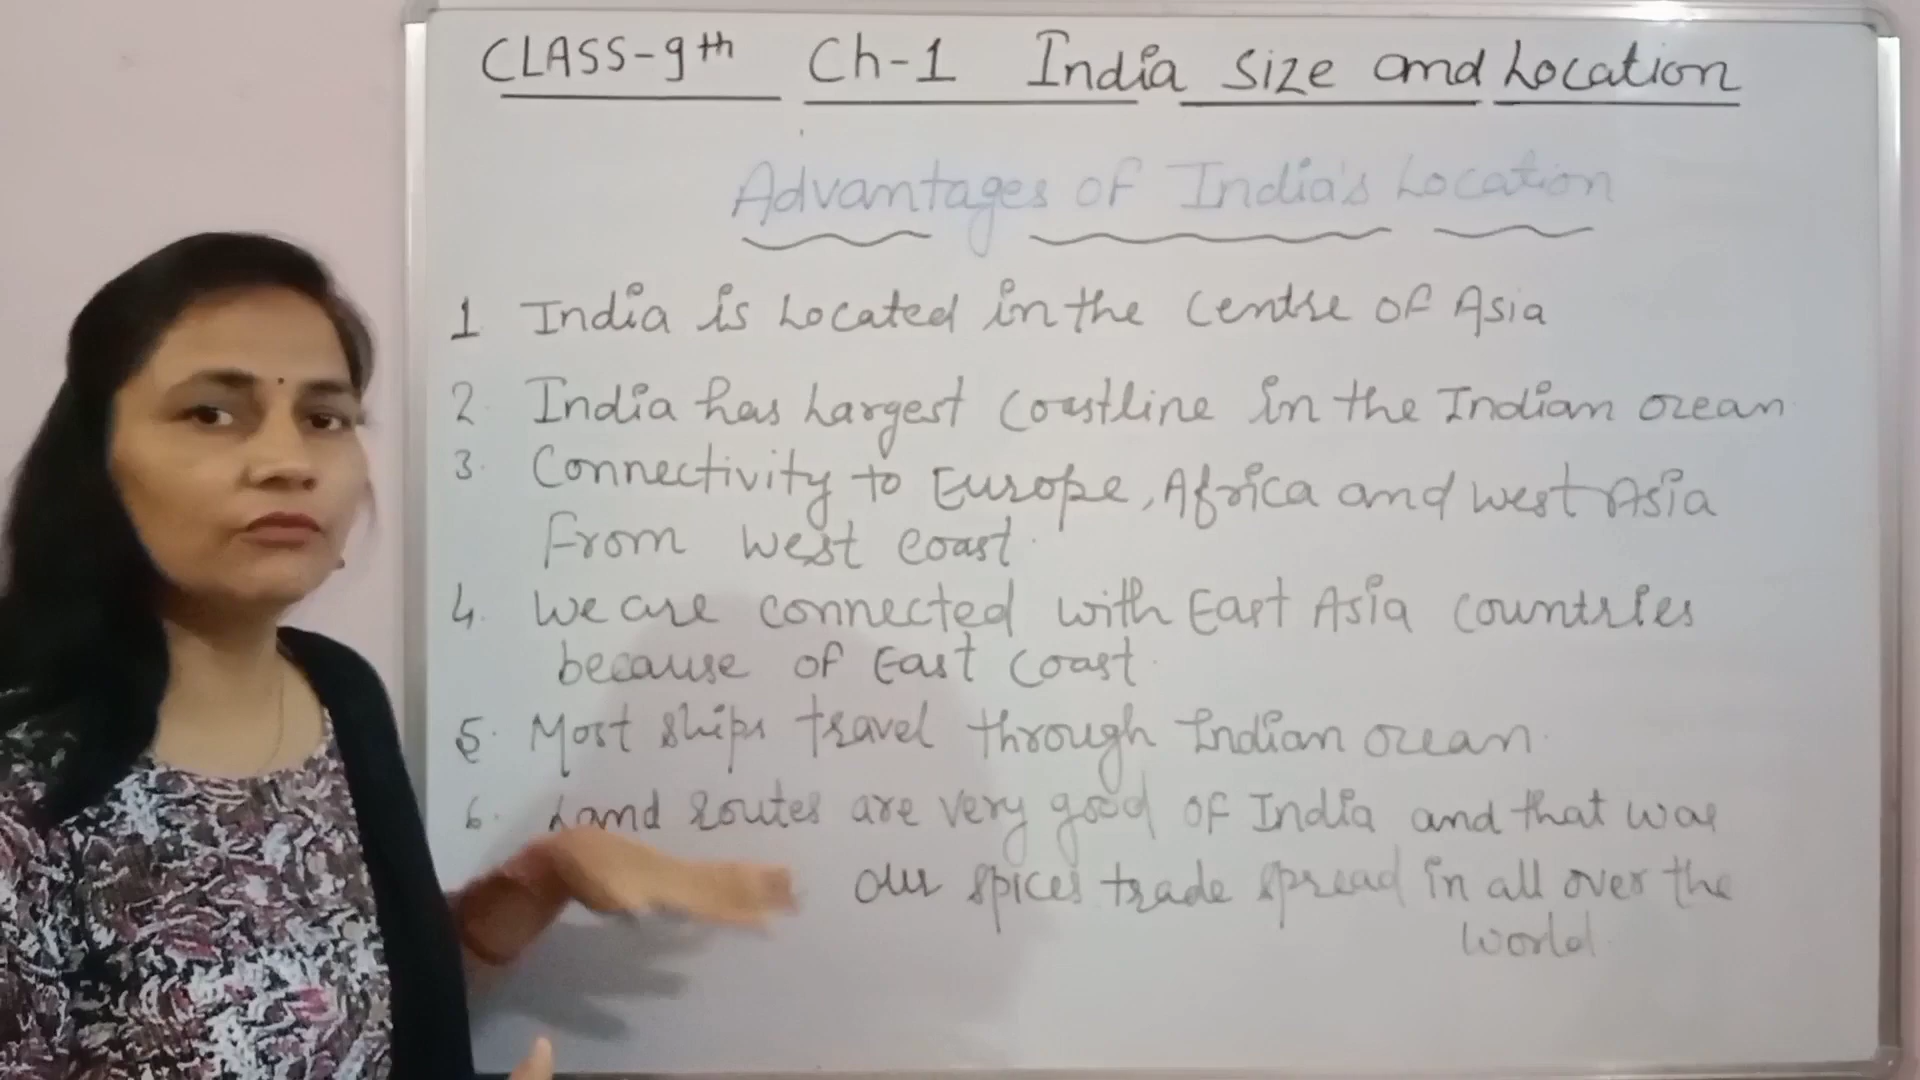 CLASS-9th Ch-1 India Size and Location
Advantages of India's Location
1 India is Located in the Centre of Asia
2. India has Largest Coastline in the Indian ocean
3. Connectivity to Europe, Africa and West Asia
from West Coast.
4. We are connected with East Asia Countries
because of East Coast.
5. Most ships travel through Indian ocean.
6. Land routes are very good of India and that was
our spices trade spread in all over the
world.